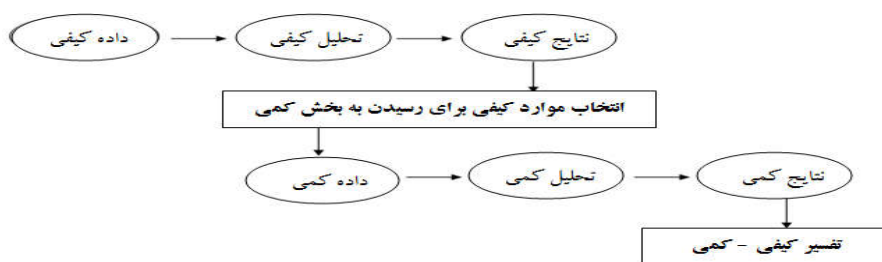 داده کیفی
تحلیل کیفی
نتایج کیفی
انتخاب موارد کیفی برای رسیدن به بخش کمی
داده کمی
تحلیل کمی
نتایج کمی
تفسیر کیفی - کمی